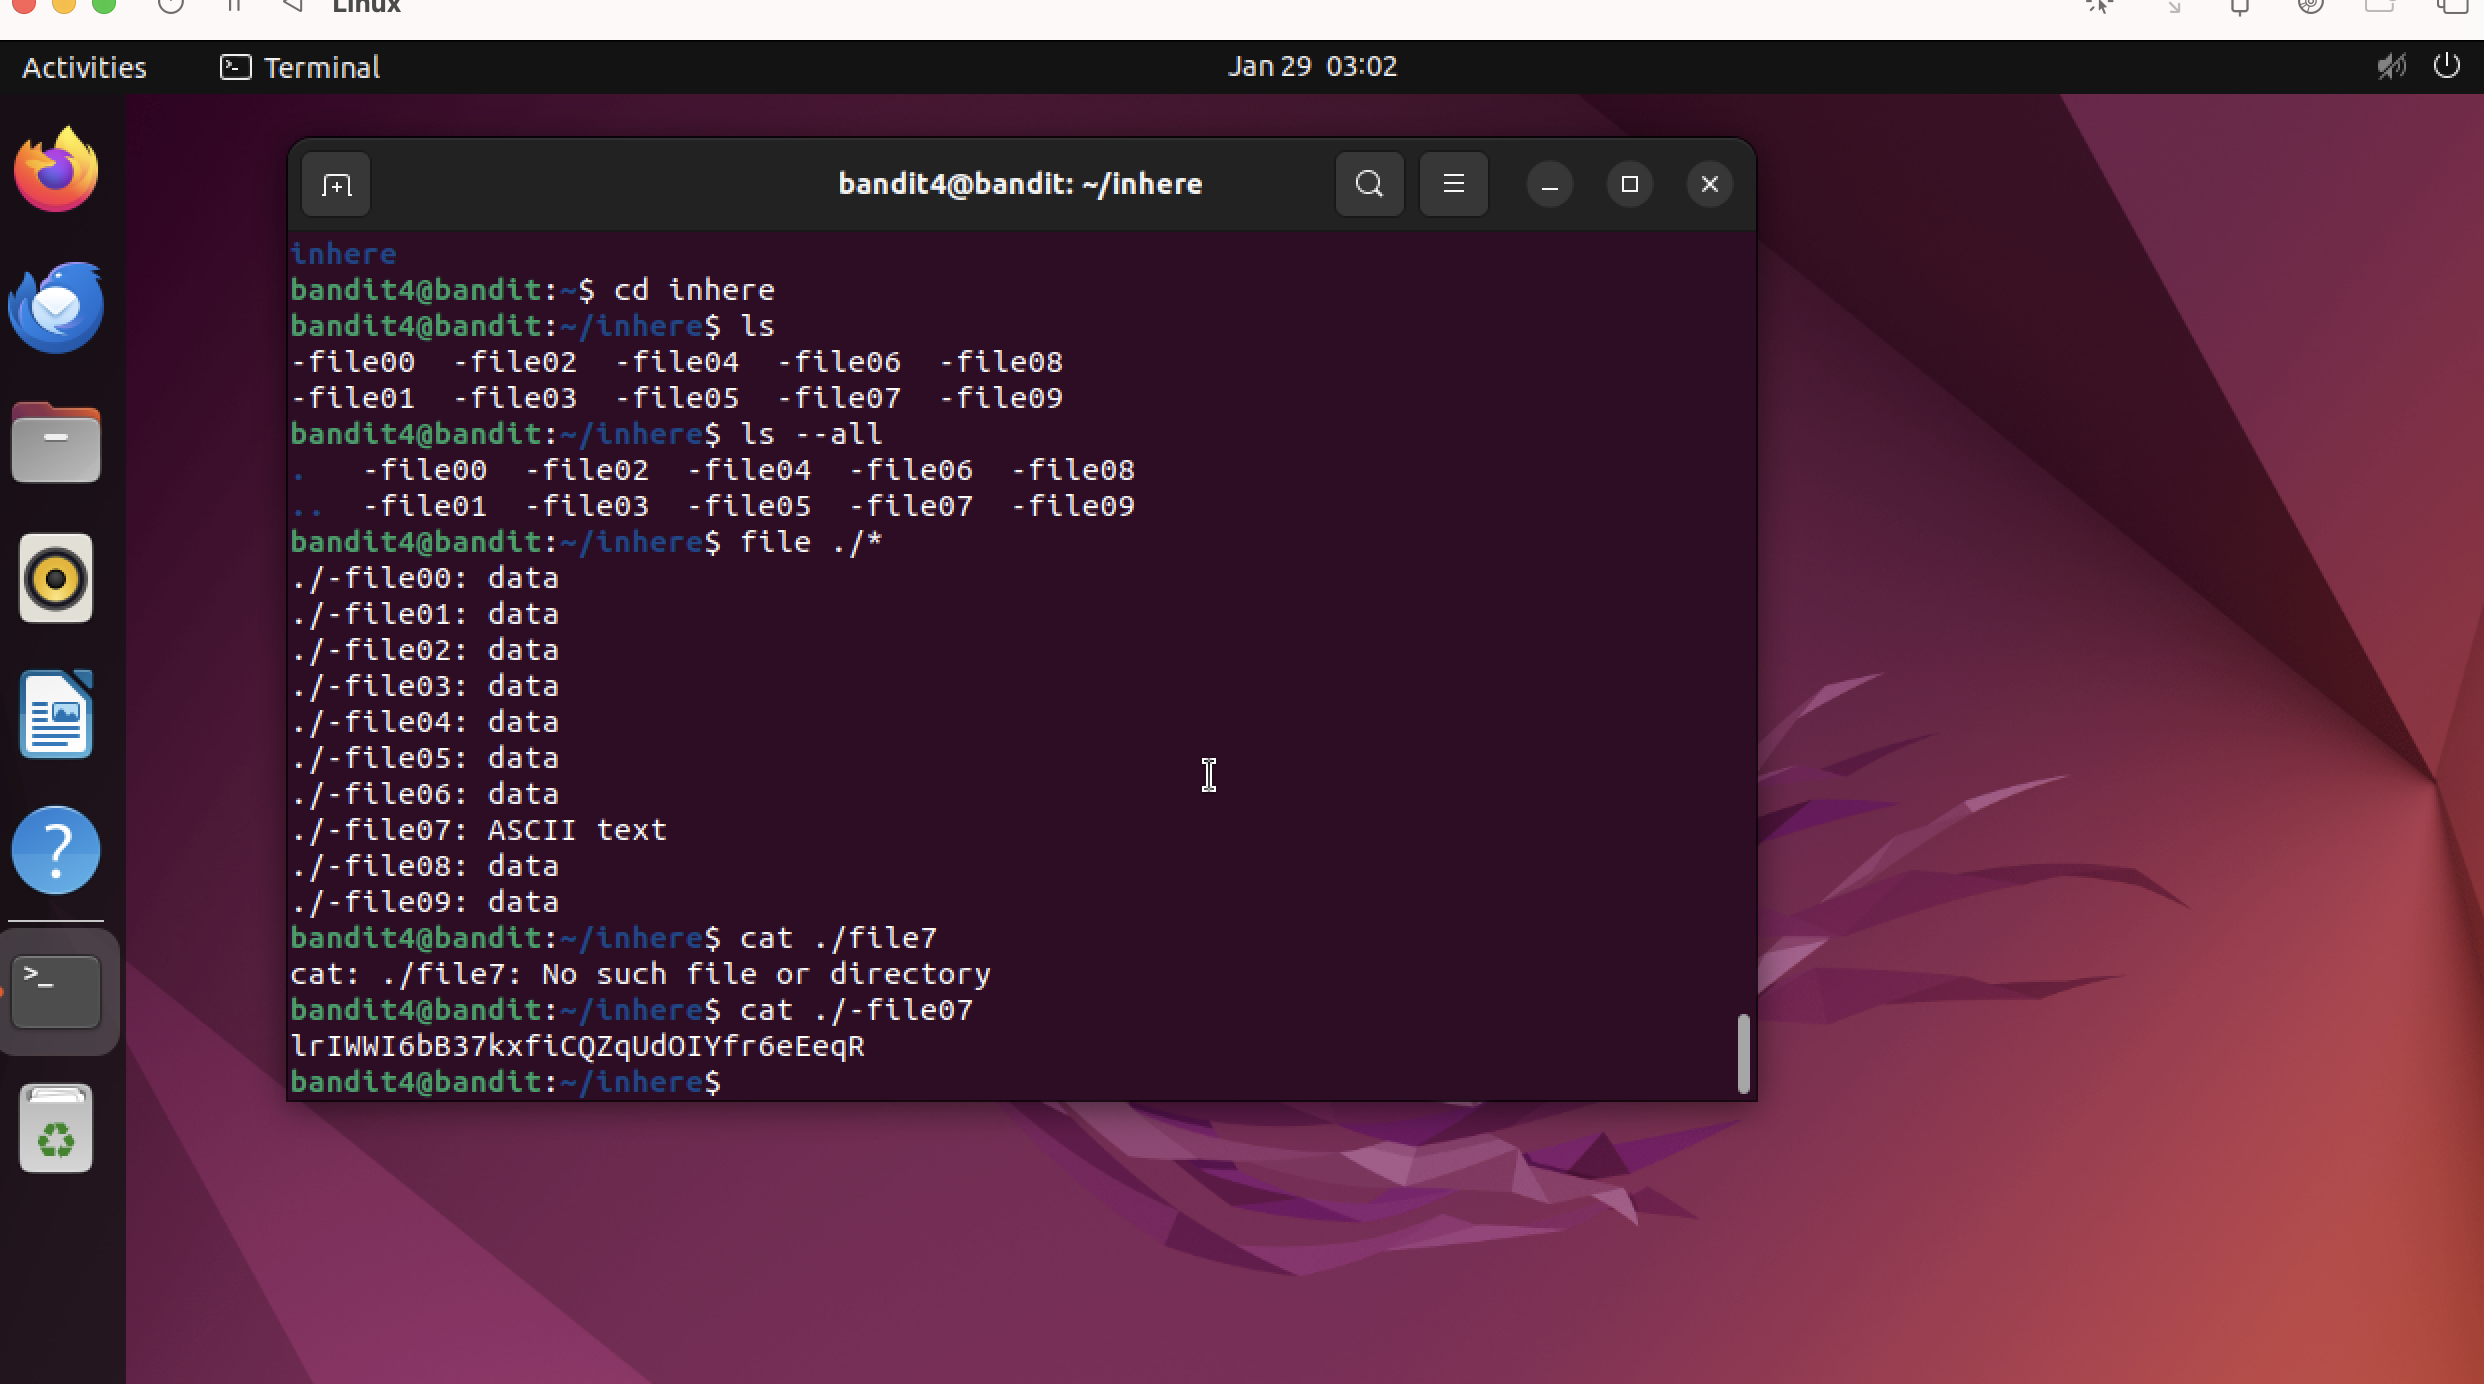 Linux
Activities Terminal Jan 29 03:02
bandit4@bandit: ~/inhere
inhere
bandit4@bandit:~$ cd inhere
bandit4@bandit:~/inhere$ ls
-file00 -file02 -file04 -file06 -file08
-file01 -file03 -file05 -file07 -file09
bandit4@bandit:~/inhere$ ls --all
. -file00 -file02 -file04 -file06 -file08
.. -file01 -file03 -file05 -file07 -file09
bandit4@bandit:~/inhere$ file ./*
./-file00: data
./-file01: data
./-file02: data
./-file03: data
./-file04: data
./-file05: data
./-file06: data
./-file07: ASCII text
./-file08: data
./-file09: data
bandit4@bandit:~/inhere$ cat ./file7
cat: ./file7: No such file or directory
bandit4@bandit:~/inhere$ cat ./-file07
lrIWWI6bB37kxfiCQZqUdOIYfr6eEeqR
bandit4@bandit:~/inhere$